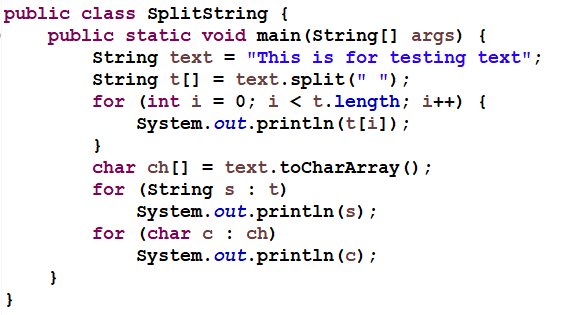 public class SplitString {
    public static void main(String[] args) {
        String text = "This is for testing text";
        String t[] = text.split(" ");
        for (int i = 0; i < t.length; i++) {
            System.out.println(t[i]);
        }
        char ch[] = text.toCharArray();
        for (String s : t)
            System.out.println(s);
        for (char c : ch)
            System.out.println(c);
    }
}